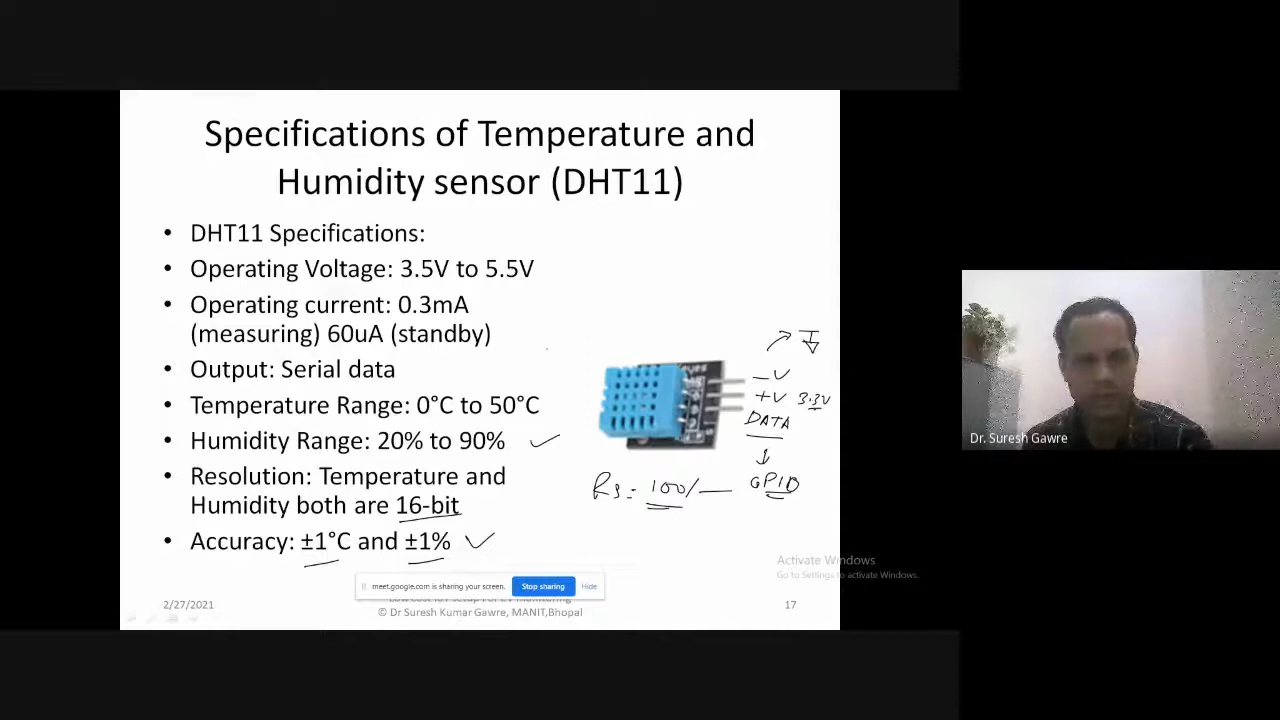 Specifications of Temperature and
Humidity sensor (DHT11)
• DHT11 Specifications:
• Operating Voltage: 3.5V to 5.5V
• Operating current: 0.3mA
(measuring) 60uA (standby)
• Output: Serial data
• Temperature Range: 0°C to 50°C
• Humidity Range: 20% to 90%
• Resolution: Temperature and
Humidity both are 16-bit
• Accuracy: ±1°C and ±1%
-V
+V 3.3V
DATA
GPIO
Rs = 100/-
meet.google.com is sharing your screen. Stop sharing Hide
2/27/2021
© Dr Suresh Kumar Gawre, MANIT,Bhopal
17
Activate Windows
Go to Settings to activate Windows.
Dr. Suresh Gawre